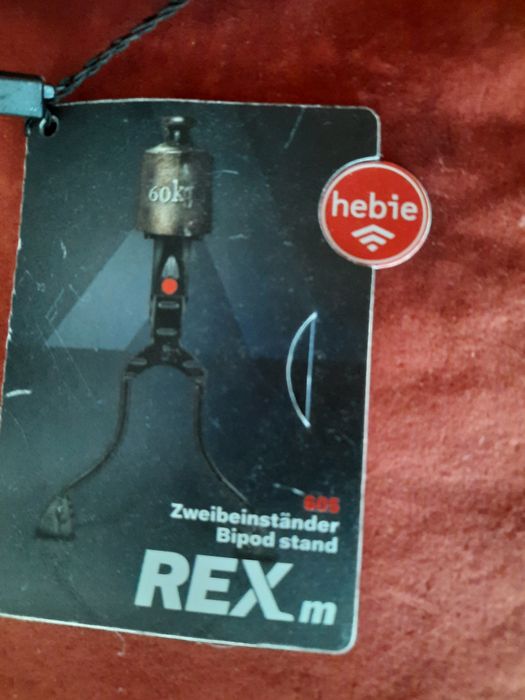 60kg
hebie
605
Zweibeinständer
Bipod stand
REX.m